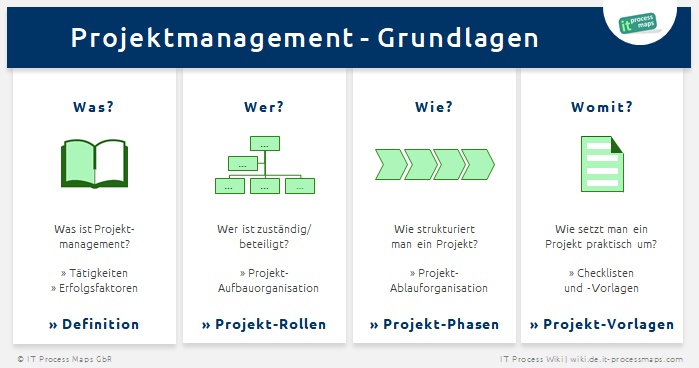 Projektmanagement - Grundlagen
it process
maps
Was?
Was ist Projekt-
management?
» Tätigkeiten
» Erfolgsfaktoren
» Definition
Wer?
...
...
... ... ...
Wer ist zuständig/
beteiligt?
» Projekt-
Aufbauorganisation
» Projekt-Rollen
Wie?
Wie strukturiert
man ein Projekt?
» Projekt-
Ablauforganisation
» Projekt-Phasen
Womit?
Wie setzt man ein
Projekt praktisch um?
» Checklisten
und -Vorlagen
» Projekt-Vorlagen
© IT Process Maps GbR
IT Process Wiki | wiki.de.it-processmaps.com